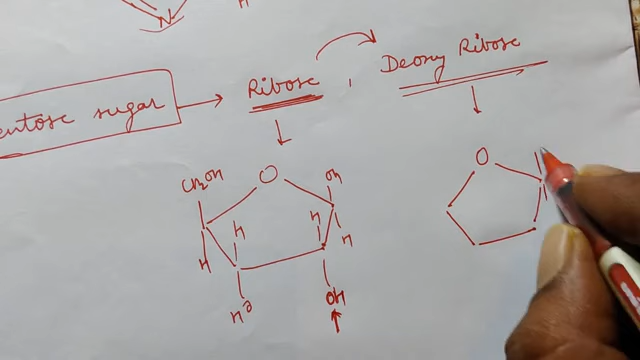 N H
entose sugar → Ribose , Deoxy Ribose
CH2OH O OH O
H H H
H
HO OH